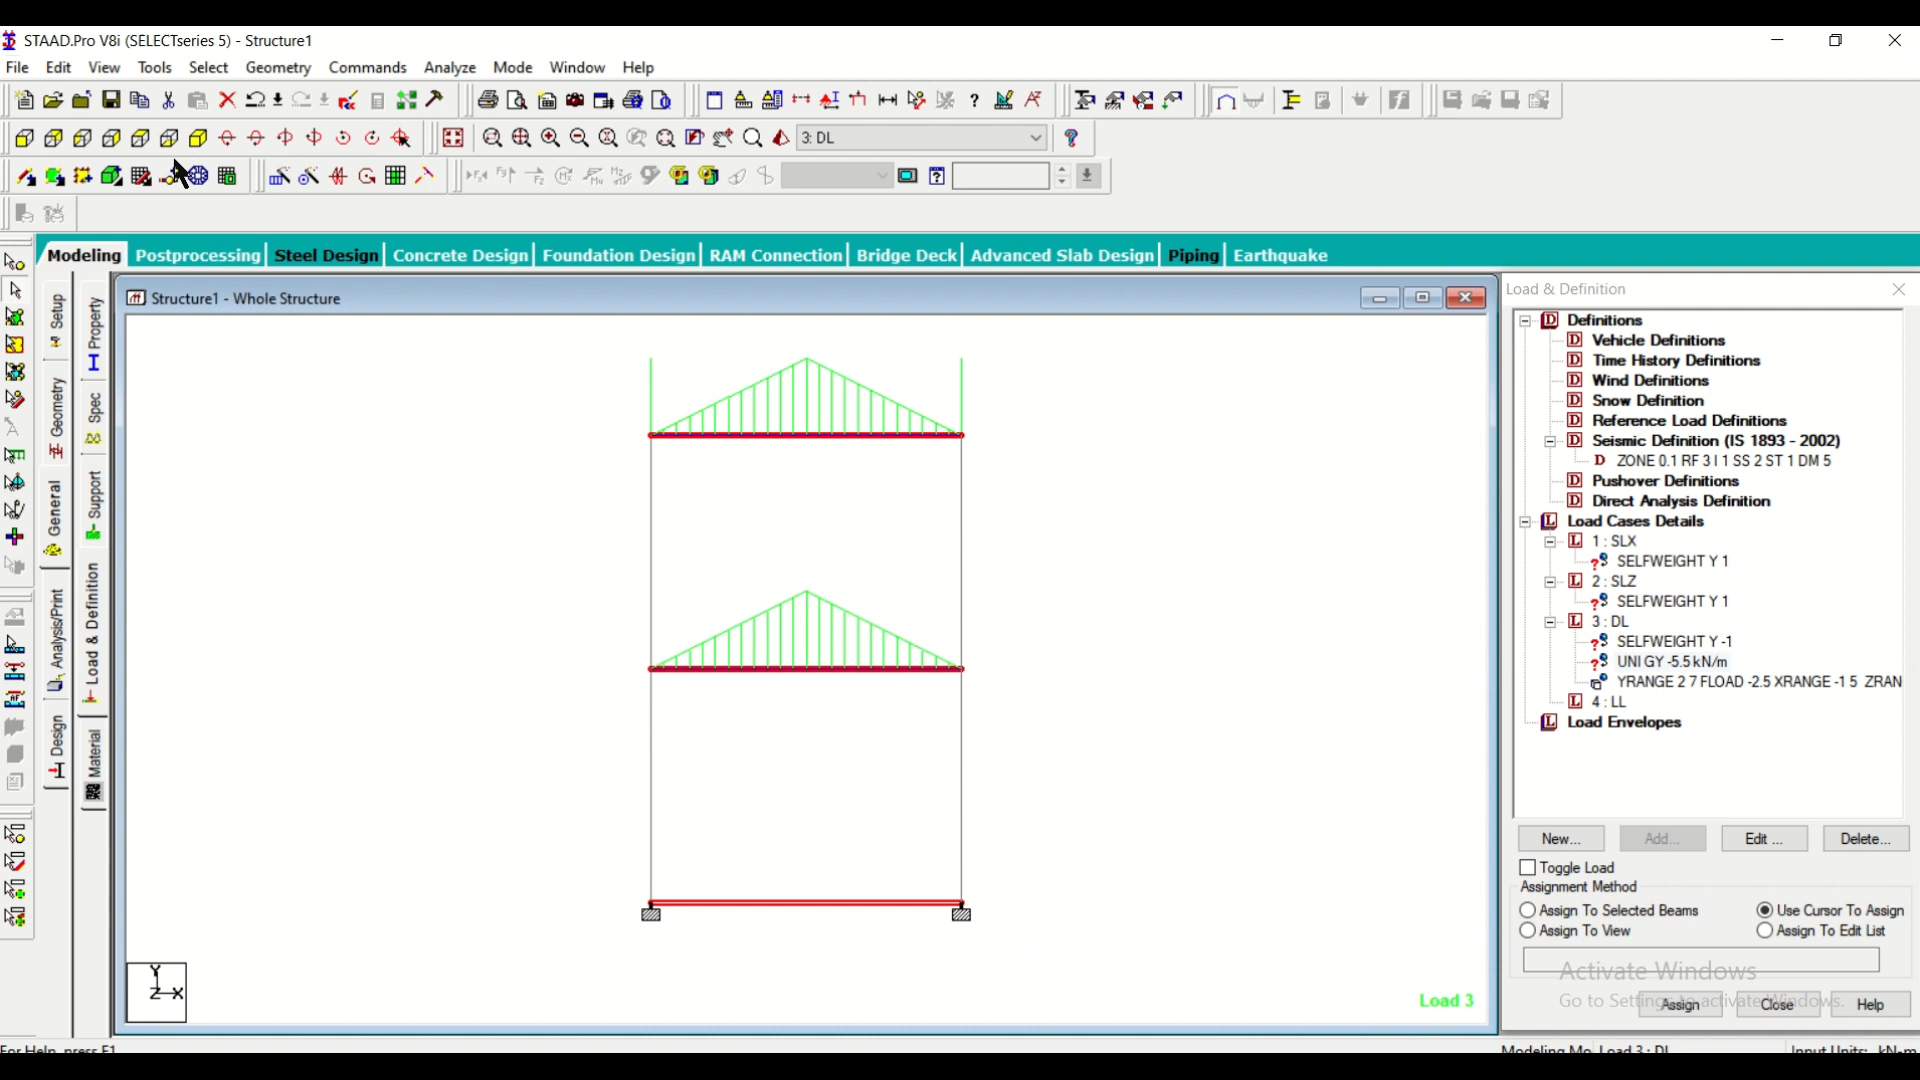 STAAD.Pro V8i (SELECTseries 5) - Structure1
File Edit View Tools Select Geometry Commands Analyze Mode Window Help
3: DL
Modeling Postprocessing Steel Design Concrete Design Foundation Design RAM Connection Bridge Deck Advanced Slab Design Piping Earthquake
Setup
Geometry
General
Analysis/Print
Design
Property
Spec
Support
Load & Definition
Material
Structure1 - Whole Structure
Y
Z X
Load 3
Load & Definition
Definitions
Vehicle Definitions
Time History Definitions
Wind Definitions
Snow Definition
Reference Load Definitions
Seismic Definition (IS 1893 - 2002)
ZONE 0.1 RF 3 I 1 SS 2 ST 1 DM 5
Pushover Definitions
Direct Analysis Definition
Load Cases Details
1 : SLX
SELFWEIGHT Y 1
2 : SLZ
SELFWEIGHT Y 1
3 : DL
SELFWEIGHT Y -1
UNI GY -5.5 kN/m
YRANGE 2 7 FLOAD -2.5 XRANGE -1 5 ZRAN
4 : LL
Load Envelopes
New... Add... Edit ... Delete...
Toggle Load
Assignment Method
Assign To Selected Beams Use Cursor To Assign
Assign To View Assign To Edit List
Activate Windows
Go to Settings to activate Windows.
Assign Close Help
For Help, press F1 Modeling Mo Load 3 : DL Input Units: kN-m